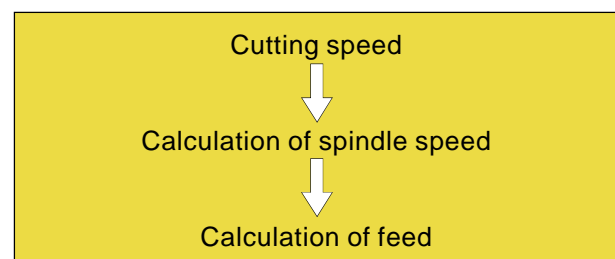 Cutting speed
Calculation of spindle speed
Calculation of feed